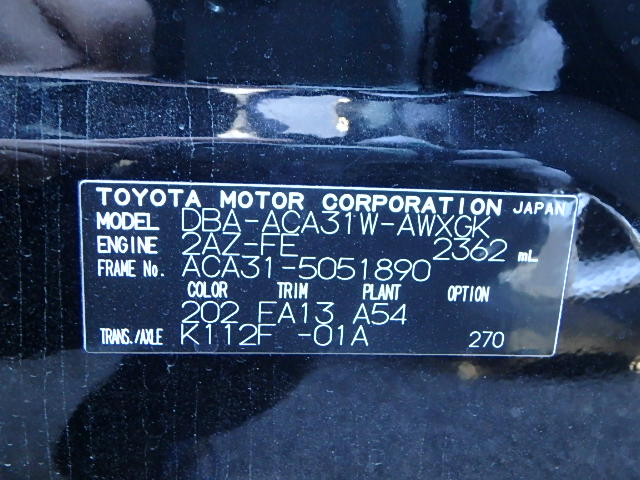 TOYOTA MOTOR CORPORATION JAPAN
MODEL DBA-ACA31W-AWXGK
ENGINE 2AZ-FE 2362 mL
FRAME No. ACA31-5051890
COLOR TRIM PLANT OPTION
202 FA13 A54
TRANS./AXLE K112F -01A 270